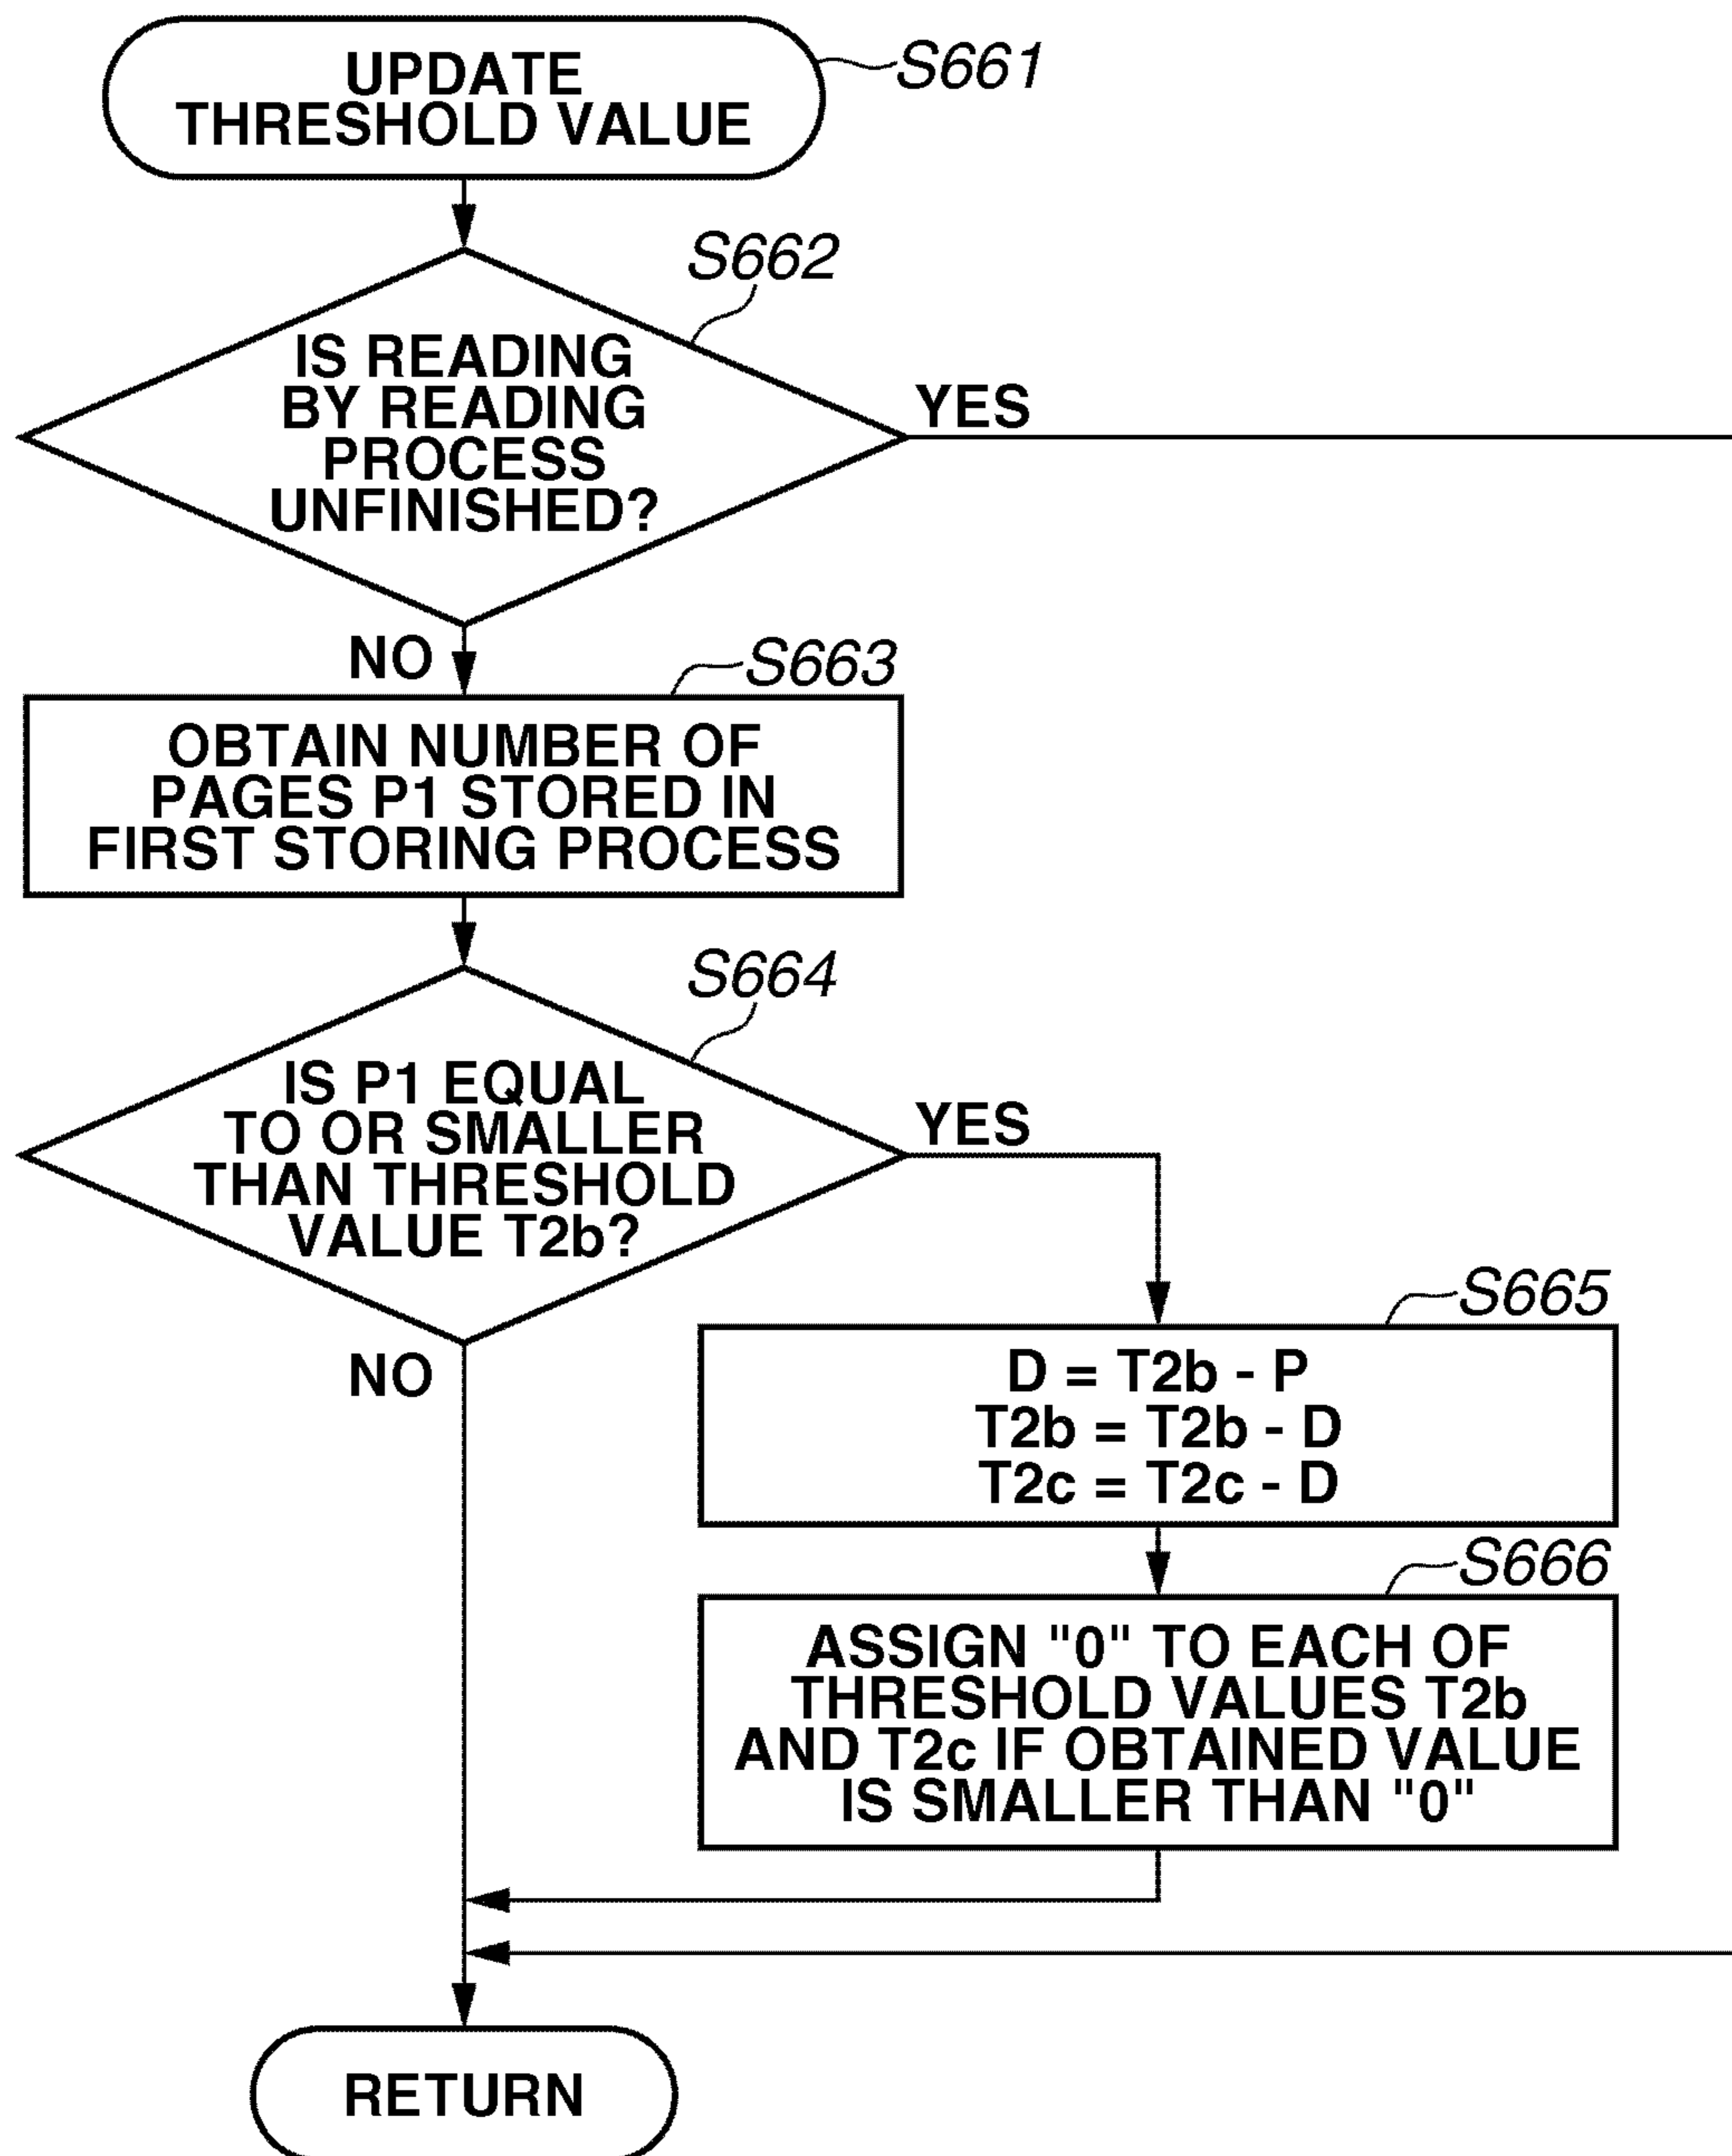 UPDATE
THRESHOLD VALUE
S661
S662
IS READING
BY READING
PROCESS
UNFINISHED?
YES
NO
S663
OBTAIN NUMBER OF
PAGES P1 STORED IN
FIRST STORING PROCESS
S664
IS P1 EQUAL
TO OR SMALLER
THAN THRESHOLD
VALUE T2b?
YES
NO
S665
D = T2b - P
T2b = T2b - D
T2c = T2c - D
S666
ASSIGN "0" TO EACH OF
THRESHOLD VALUES T2b
AND T2c IF OBTAINED VALUE
IS SMALLER THAN "0"
RETURN